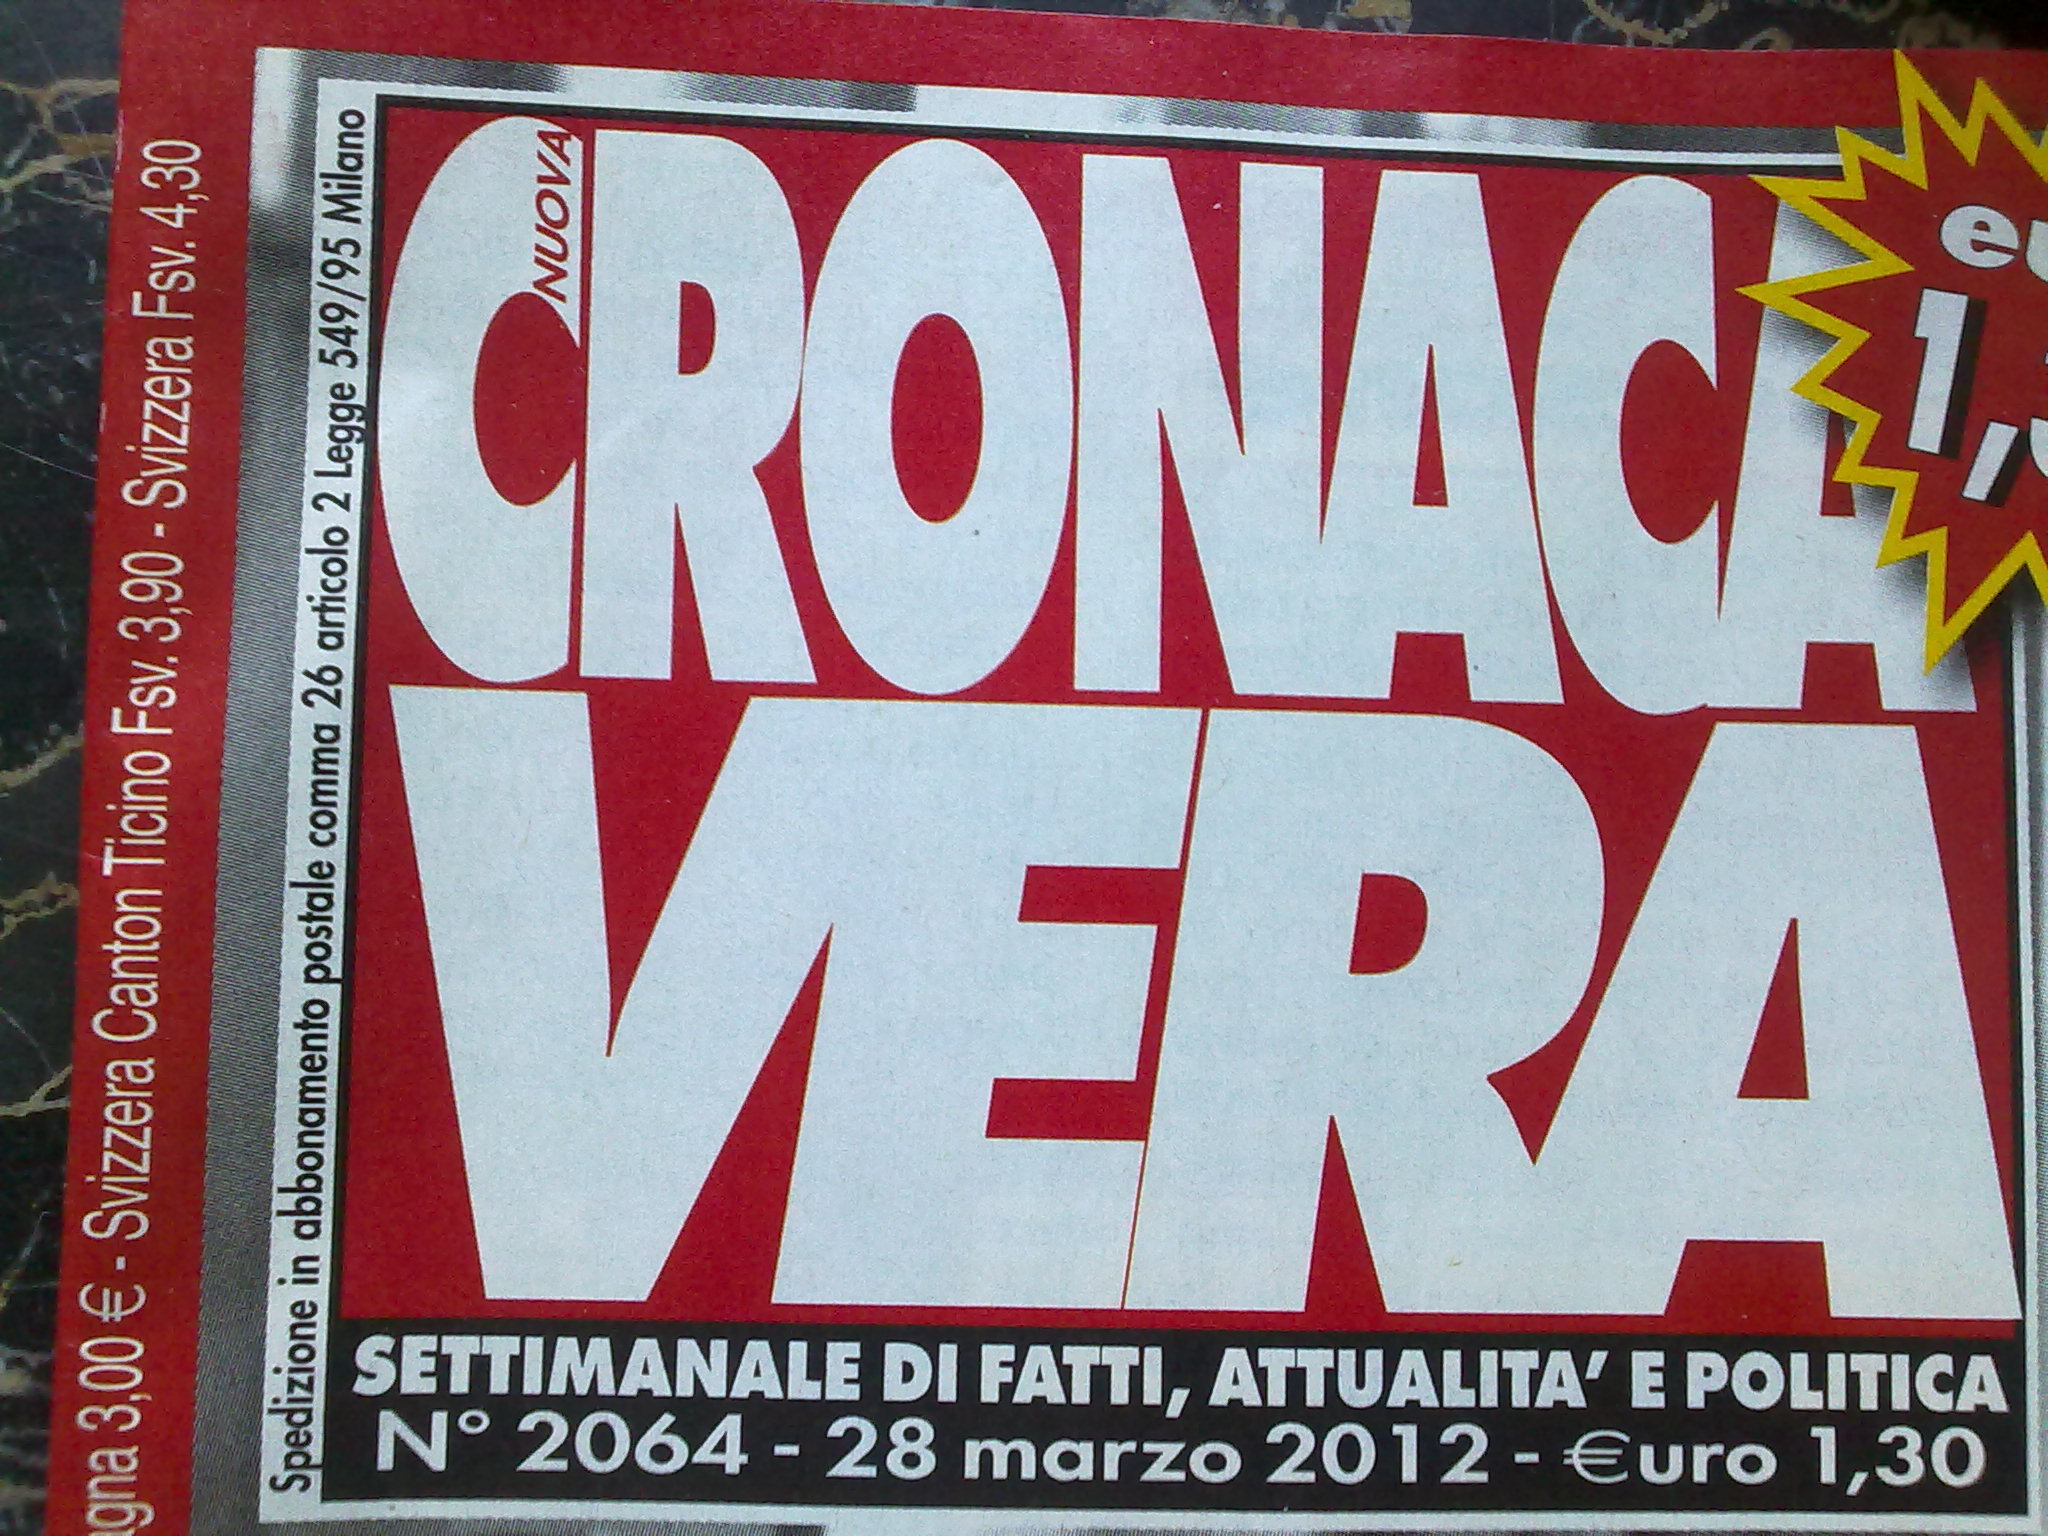 NUOVA
CRONACA
VERA
SETTIMANALE DI FATTI, ATTUALITA' E POLITICA
N° 2064 - 28 marzo 2012 - €uro 1,30
Spedizione in abbonamento postale comma 26 articolo 2 Legge 549/95 Milano
3,00 € - Svizzera Canton Ticino Fsv. 3,90 - Svizzera Fsv. 4,30